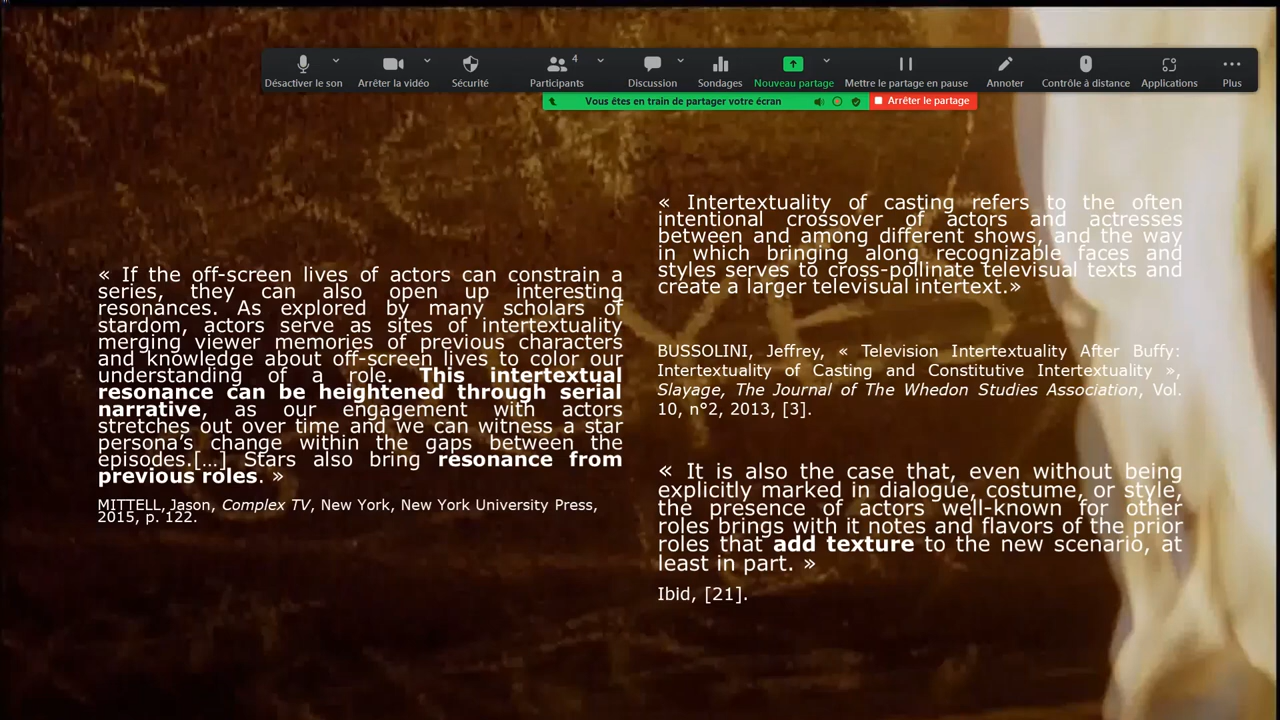 4
Désactiver le son
Arrêter la vidéo
Sécurité
Participants
Discussion
Sondages
Nouveau partage
Mettre le partage en pause
Annoter
Contrôle à distance
Applications
Plus
Vous êtes en train de partager votre écran
Arrêter le partage
« If the off-screen lives of actors can constrain a
series, they can also open up interesting
resonances. As explored by many scholars of
stardom, actors serve as sites of intertextuality
merging viewer memories of previous characters
and knowledge about off-screen lives to color our
understanding of a role. This intertextual
resonance can be heightened through serial
narrative, as our engagement with actors
stretches out over time and we can witness a star
persona’s change within the gaps between the
episodes.[…] Stars also bring resonance from
previous roles. »
MITTELL, Jason, Complex TV, New York, New York University Press,
2015, p. 122.
« Intertextuality of casting refers to the often
intentional crossover of actors and actresses
between and among different shows, and the way
in which bringing along recognizable faces and
styles serves to cross-pollinate televisual texts and
create a larger televisual intertext.»
BUSSOLINI, Jeffrey, « Television Intertextuality After Buffy:
Intertextuality of Casting and Constitutive Intertextuality »,
Slayage, The Journal of The Whedon Studies Association, Vol.
10, n°2, 2013, [3].
« It is also the case that, even without being
explicitly marked in dialogue, costume, or style,
the presence of actors well-known for other
roles brings with it notes and flavors of the prior
roles that add texture to the new scenario, at
least in part. »
Ibid, [21].